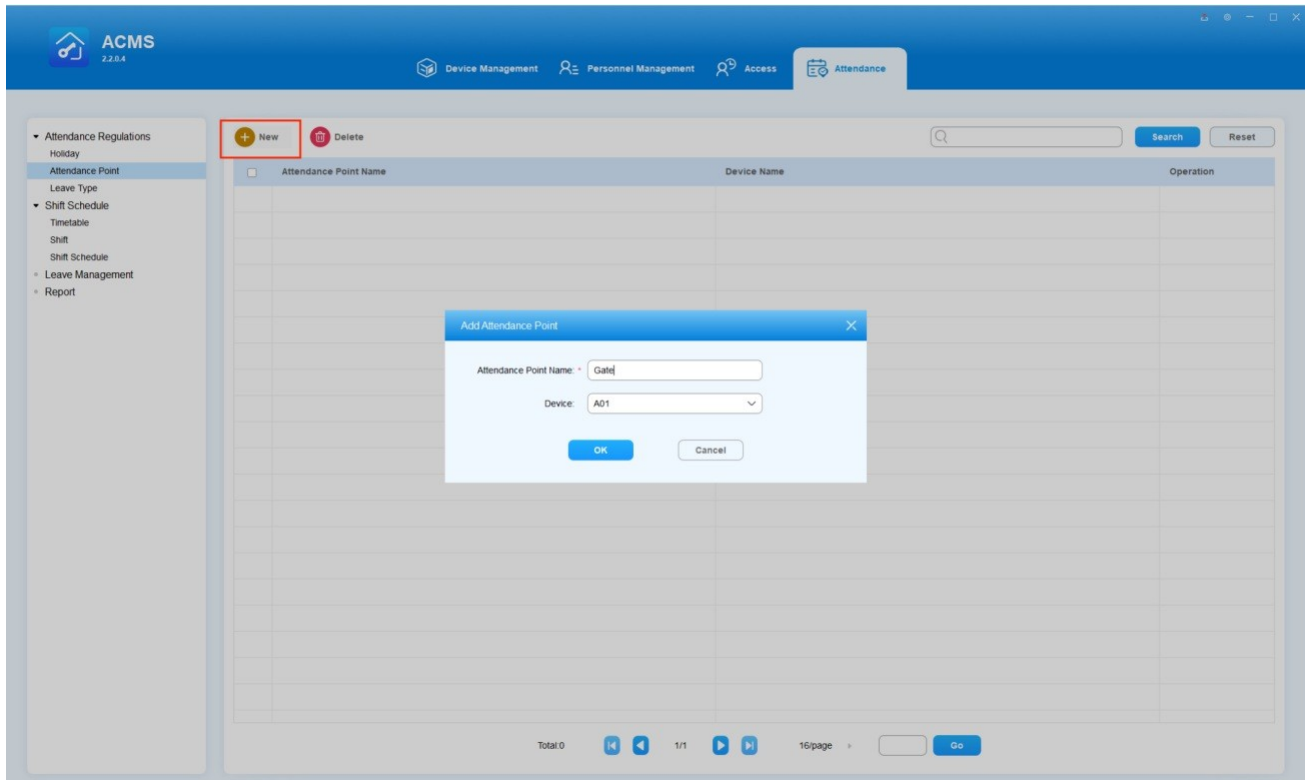 ACMS
2.2.0.4
Device Management
Personnel Management
Access
Attendance
Attendance Regulations
Holiday
Attendance Point
Leave Type
Shift Schedule
Timetable
Shift
Shift Schedule
Leave Management
Report
New
Delete
Search
Reset
Attendance Point Name
Device Name
Operation
Add Attendance Point
Attendance Point Name: * Gate
Device: A01
OK
Cancel
Total:0
1/1
16/page
Go